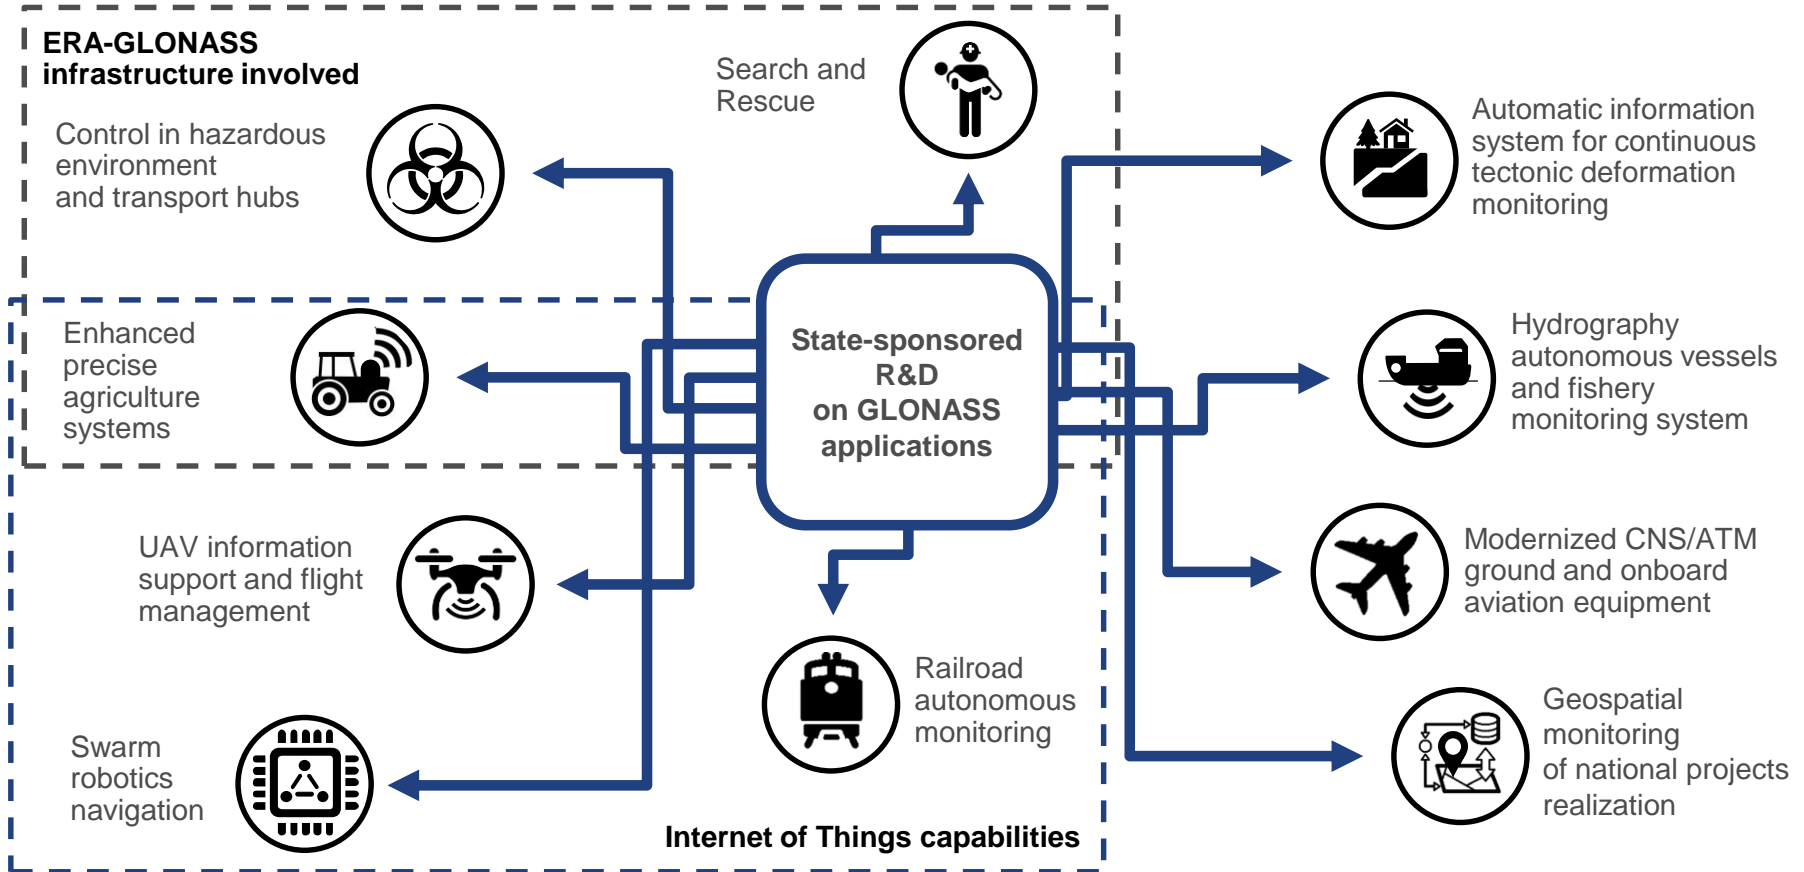 ERA-GLONASS
infrastructure involved
Control in hazardous
environment
and transport hubs
Search and
Rescue
Automatic information
system for continuous
tectonic deformation
monitoring
Enhanced
precise
agriculture
systems
State-sponsored
R&D
on GLONASS
applications
Hydrography
autonomous vessels
and fishery
monitoring system
UAV information
support and flight
management
Modernized CNS/ATM
ground and onboard
aviation equipment
Swarm
robotics
navigation
Railroad
autonomous
monitoring
Geospatial
monitoring
of national projects
realization
Internet of Things capabilities